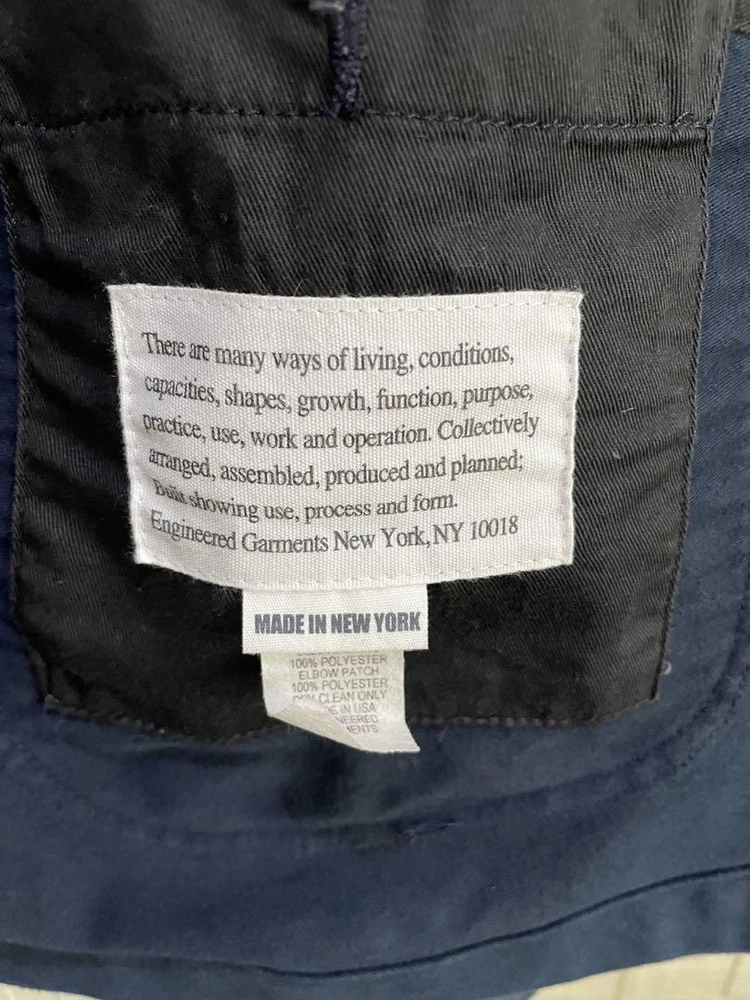 There are many ways of living, conditions,
capacities, shapes, growth, function, purpose,
practice, use, work and operation. Collectively
arranged, assembled, produced and planned;
Built showing use, process and form.
Engineered Garments New York, NY 10018
MADE IN NEW YORK
100% POLYESTER
ELBOW PATCH
100% POLYESTER
CLEAN ONLY
IN USA